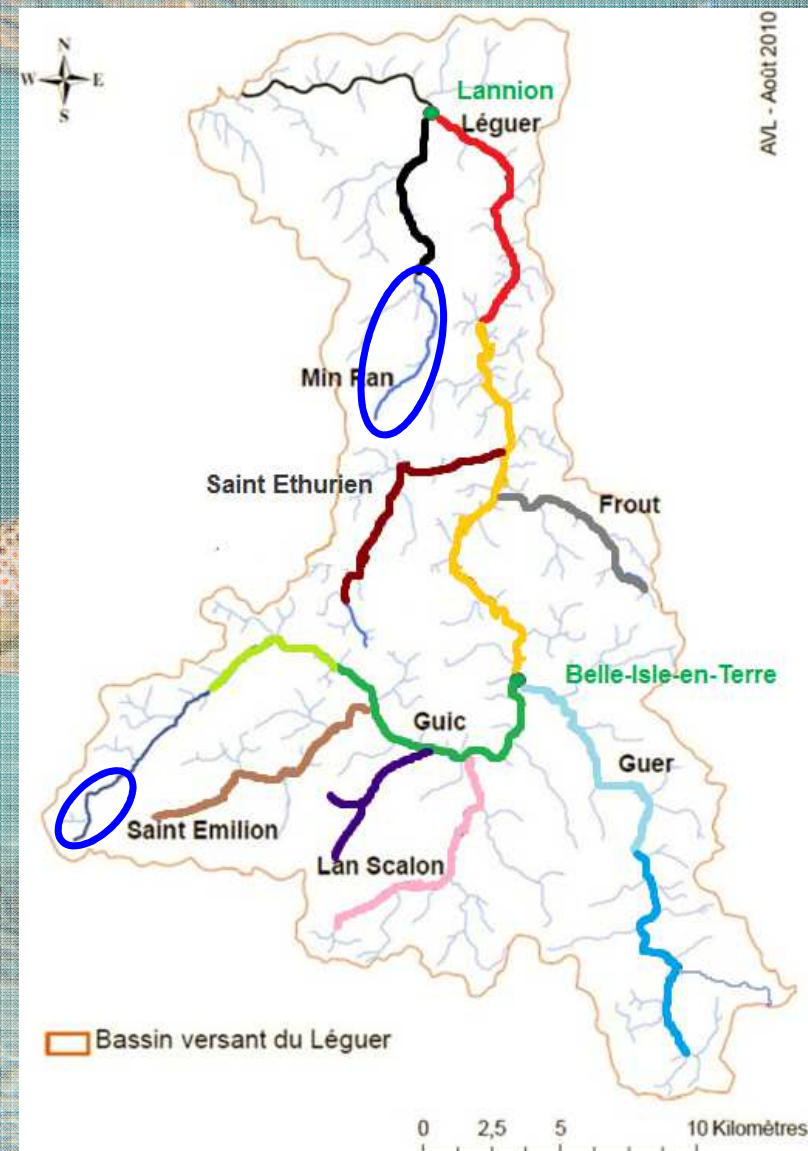 N
W E
S
AVL - Août 2010
Lannion
Léguer
Min Ran
Saint Ethurien
Frout
Belle-Isle-en-Terre
Guic
Guer
Saint Emilion
Lan Scalon
Bassin versant du Léguer
0 2,5 5 10 Kilomètres